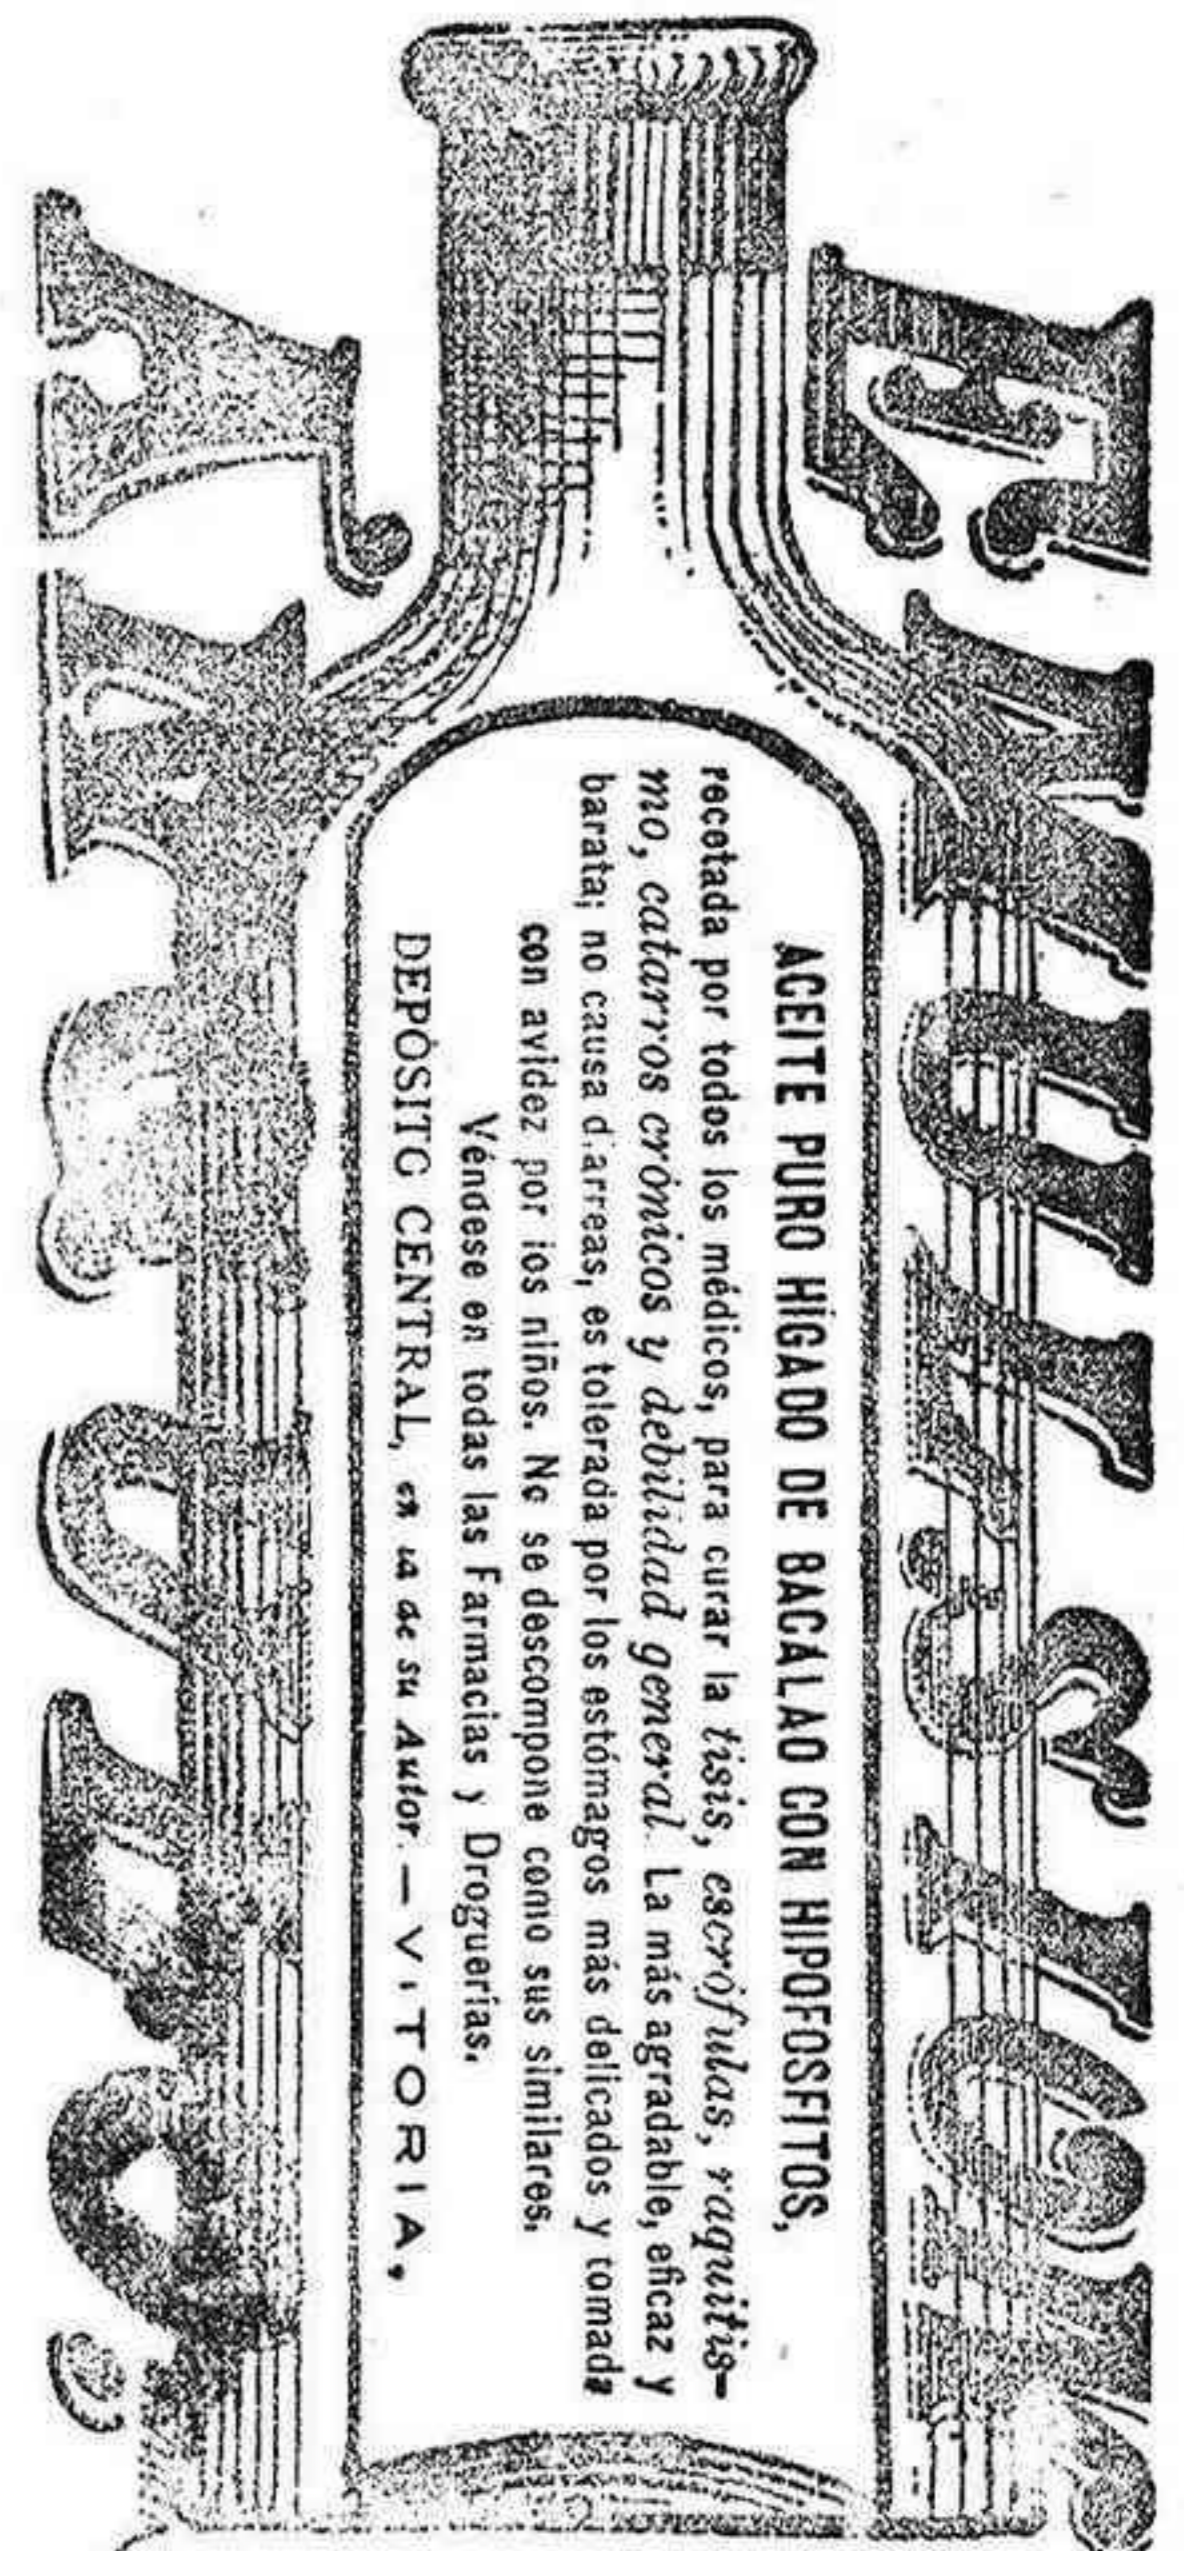 EMULSION
ACEITE PURO HÍGADO DE BACALAO CON HIPOFOSFITOS,
recetada por todos los médicos, para curar la tisis, escrófulas, raquitis-
mo, catarros crónicos y debilidad general. La más agradable, eficaz y
barata; no causa d.arreas, es tolerada por los estómagos más delicados y tomada
con avidez por los niños. No se descompone como sus similares.
Véndese en todas las Farmacias y Droguerías.
DEPÓSITO CENTRAL, en la de su Autor.—VITORIA,